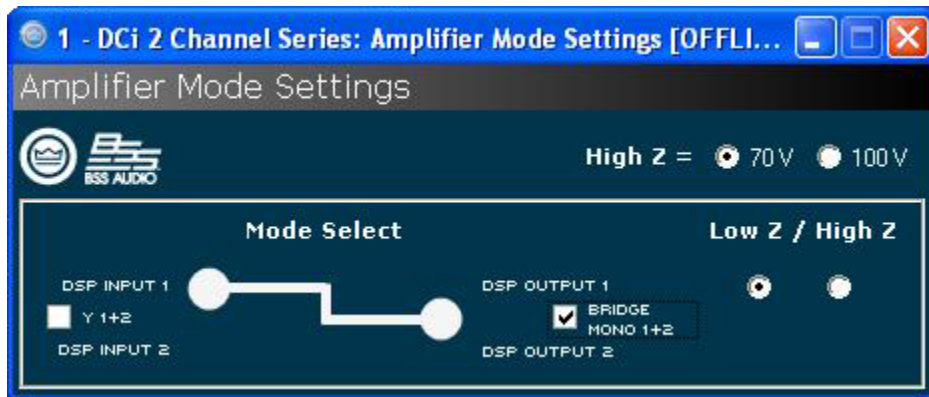 1 - DCi 2 Channel Series: Amplifier Mode Settings [OFFLI...
Amplifier Mode Settings
BSS AUDIO
High Z = 70V 100V
Mode Select
Low Z / High Z
DSP INPUT 1
Y 1+2
DSP INPUT 2
DSP OUTPUT 1
BRIDGE
MONO 1+2
DSP OUTPUT 2